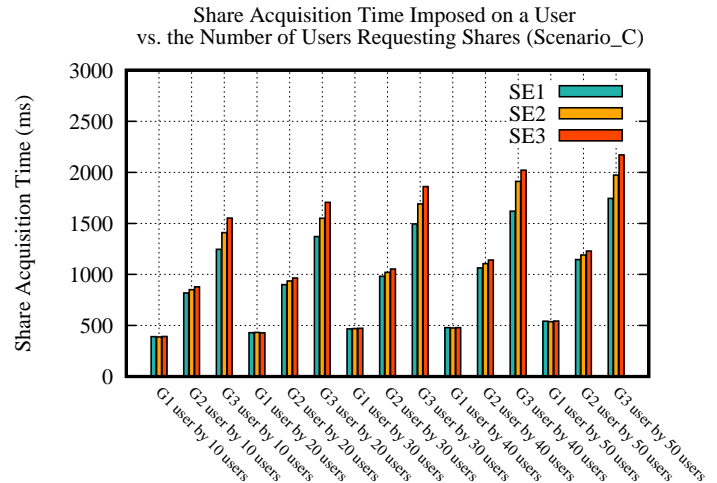 Share Acquisition Time Imposed on a User
vs. the Number of Users Requesting Shares (Scenario_C)
Share Acquisition Time (ms)
3000
2500
2000
1500
1000
500
0
SE1
SE2
SE3
G1 user by 10 users
G2 user by 10 users
G3 user by 10 users
G1 user by 20 users
G2 user by 20 users
G3 user by 20 users
G1 user by 30 users
G2 user by 30 users
G3 user by 30 users
G1 user by 40 users
G2 user by 40 users
G3 user by 40 users
G1 user by 50 users
G2 user by 50 users
G3 user by 50 users